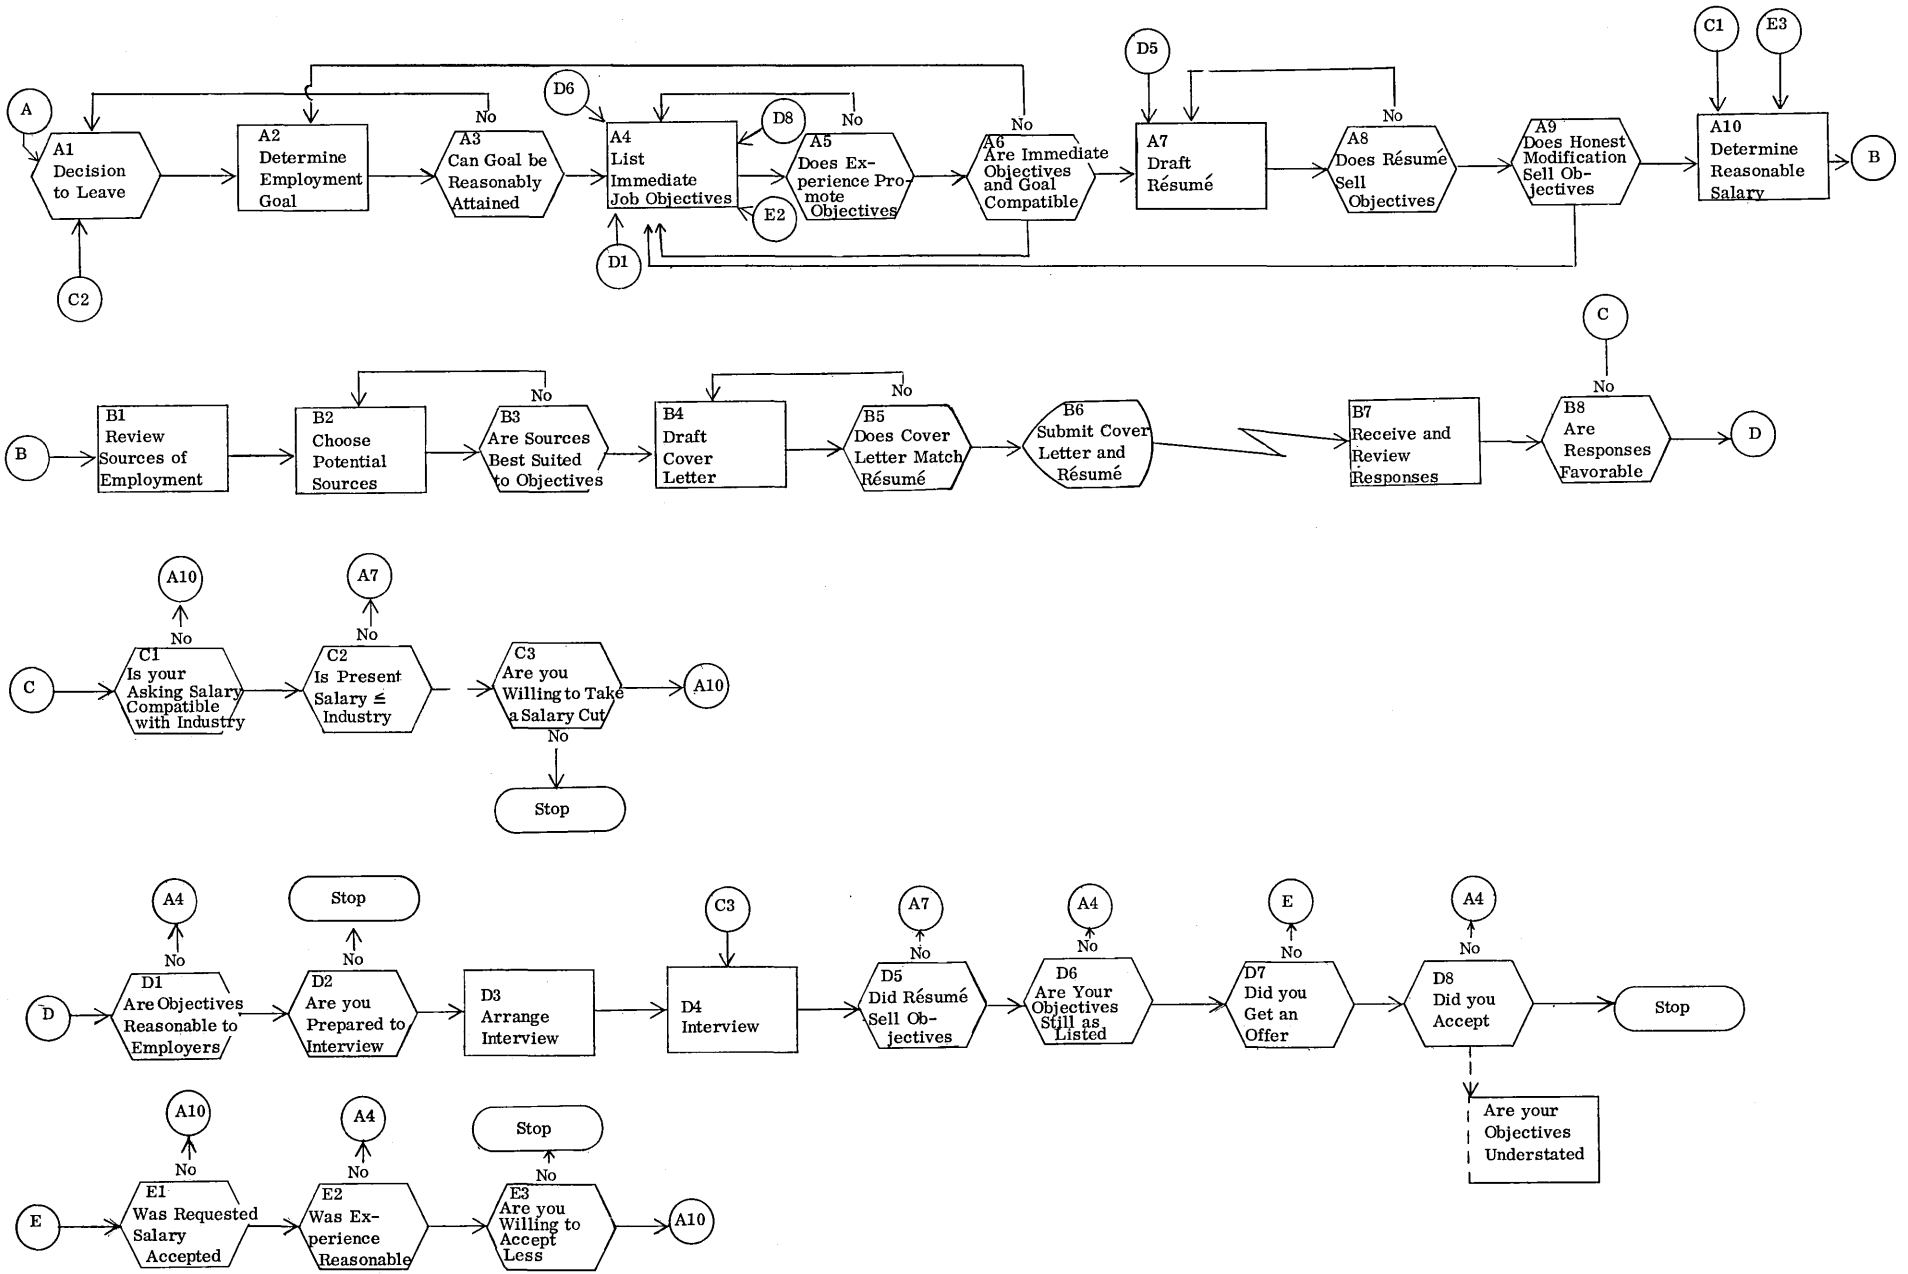 C1
E3
D5
D6
A
D8
No
No
No
No
A1
Decision
to Leave
A2
Determine
Employment
Goal
A3
Can Goal be
Reasonably
Attained
A4
List
Immediate
Job Objectives
A5
Does Ex-
perience Pro-
mote
Objectives
A6
Are Immediate
Objectives
and Goal
Compatible
A7
Draft
Résumé
A8
Does Résumé
Sell
Objectives
A9
Does Honest
Modification
Sell Ob-
jectives
A10
Determine
Reasonable
Salary
B
E2
D1
C2
C
No
No
No
B
B1
Review
Sources of
Employment
B2
Choose
Potential
Sources
B3
Are Sources
Best Suited
to Objectives
B4
Draft
Cover
Letter
B5
Does Cover
Letter Match
Résumé
B6
Submit Cover
Letter and
Résumé
B7
Receive and
Review
Responses
B8
Are
Responses
Favorable
D
A10
A7
No
No
C
C1
Is your
Asking Salary
Compatible
with Industry
C2
Is Present
Salary ≤
Industry
C3
Are you
Willing to Take
a Salary Cut
A10
No
Stop
A4
Stop
C3
A7
A4
E
A4
No
No
No
No
No
No
D
D1
Are Objectives
Reasonable to
Employers
D2
Are you
Prepared to
Interview
D3
Arrange
Interview
D4
Interview
D5
Did Résumé
Sell Ob-
jectives
D6
Are Your
Objectives
Still as
Listed
D7
Did you
Get an
Offer
D8
Did you
Accept
Stop
Are your
Objectives
Understated
A10
A4
Stop
No
No
No
E
E1
Was Requested
Salary
Accepted
E2
Was Ex-
perience
Reasonable
E3
Are you
Willing to
Accept
Less
A10